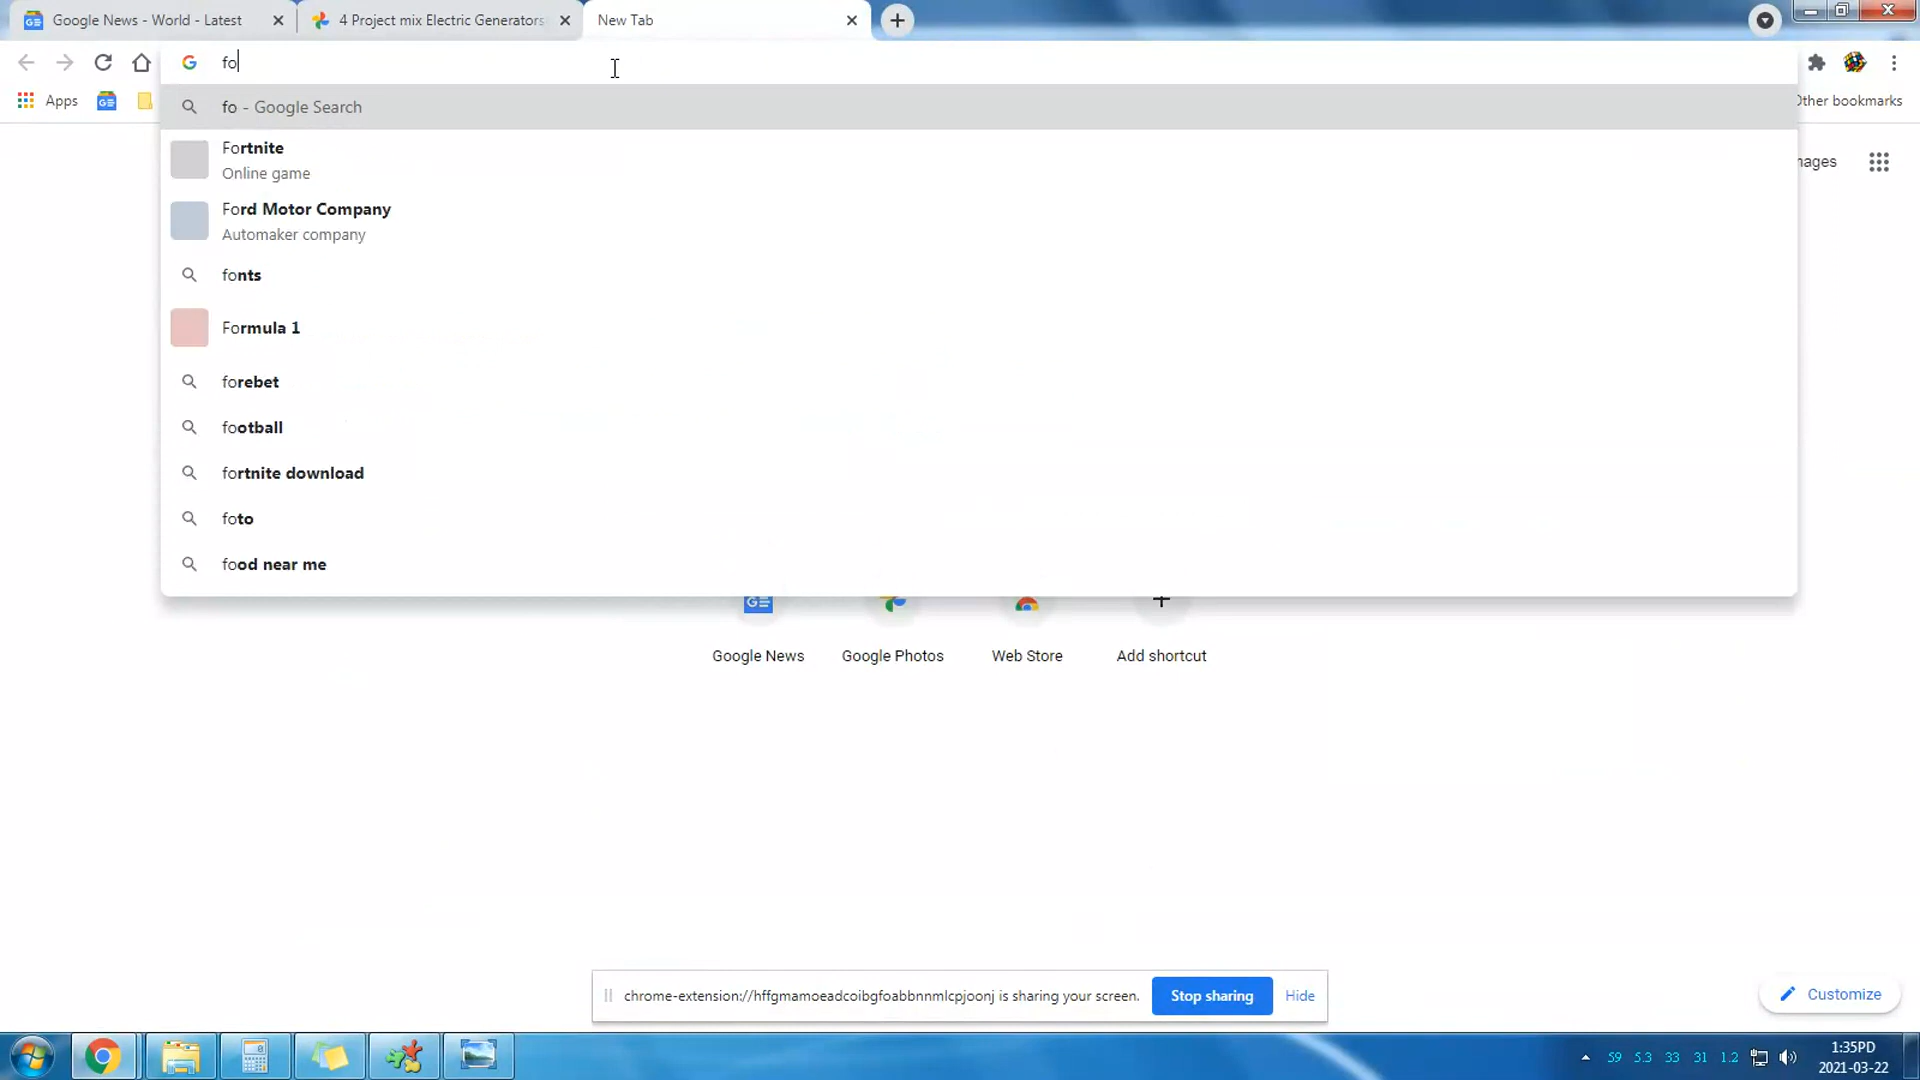 Google News - World - Latest
4 Project mix Electric Generators
New Tab
fo
Apps
Other bookmarks
fo - Google Search
Fortnite
Online game
Ford Motor Company
Automaker company
fonts
Formula 1
forebet
football
fortnite download
foto
food near me
mages
Google News
Google Photos
Web Store
Add shortcut
chrome-extension://hffgmamoeadcoibgfoabbnnmlcpjoonj is sharing your screen.
Stop sharing
Hide
Customize
59 5.3 33 31 1.2
1:35PD
2021-03-22